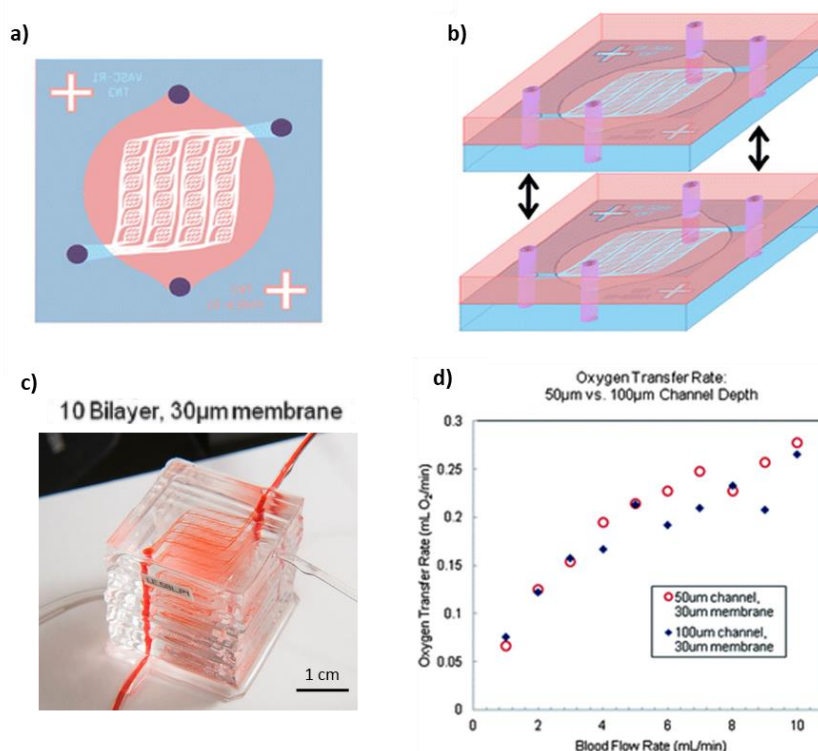 a)
b)
VASC-R1
c)
10 Bilayer, 30µm membrane
1 cm
d)
Oxygen Transfer Rate:
50µm vs. 100µm Channel Depth
Oxygen Transfer Rate (mL O₂/min)
0.3
0.25
0.2
0.15
0.1
0.05
0
50um channel,
30um membrane
100um channel,
30um membrane
0 2 4 6 8 10
Blood Flow Rate (mL/min)